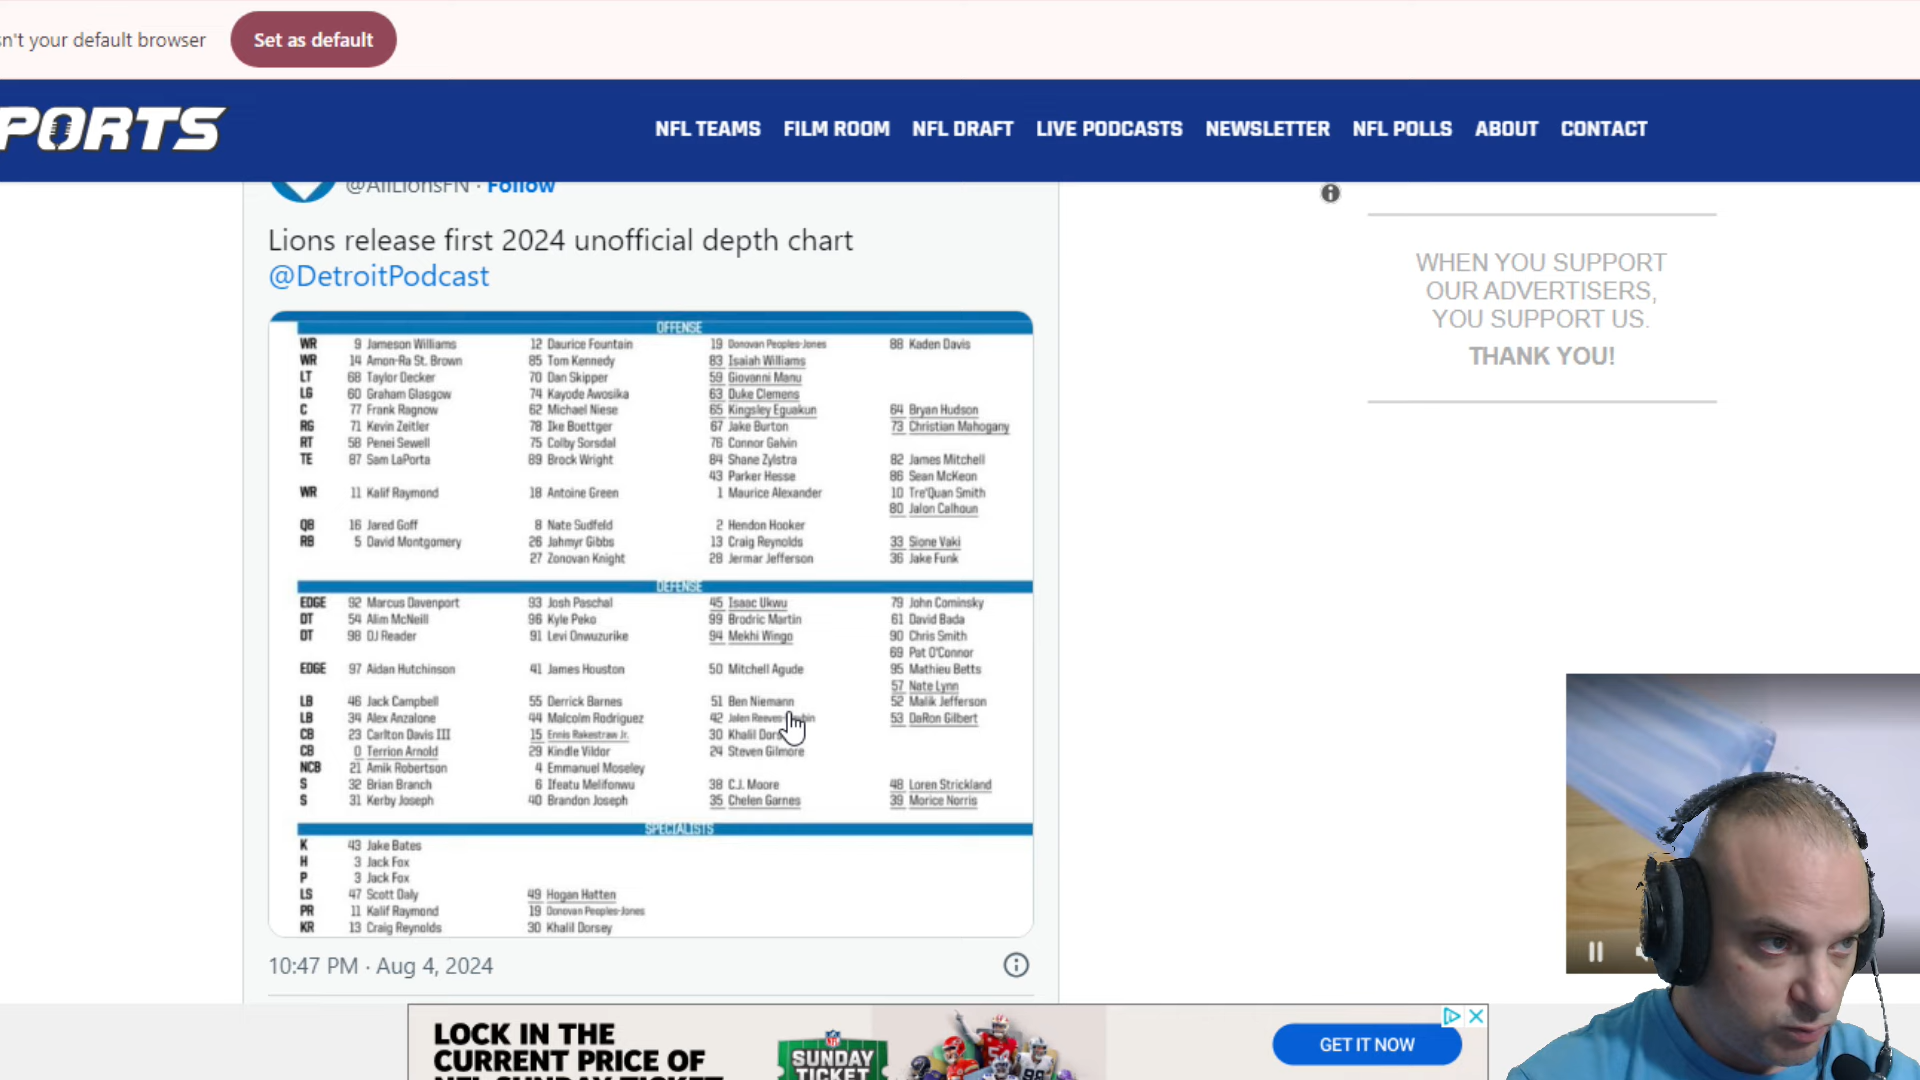 n't your default browser Set as default
PORTS NFL TEAMS FILM ROOM NFL DRAFT LIVE PODCASTS NEWSLETTER NFL POLLS ABOUT CONTACT
@AllLionsFN · Follow
Lions release first 2024 unofficial depth chart
@DetroitPodcast
OFFENSE
WR 9 Jameson Williams 12 Daurice Fountain 19 Donovan Peoples-Jones 88 Kaden Davis
WR 14 Amon-Ra St. Brown 85 Tom Kennedy 83 Isaiah Williams
LT 68 Taylor Decker 70 Dan Skipper 59 Giovanni Manu
LG 60 Graham Glasgow 74 Kayode Awosika 63 Duke Clemens
C 77 Frank Ragnow 62 Michael Niese 65 Kingsley Eguakun 64 Bryan Hudson
RG 71 Kevin Zeitler 78 Ike Boettger 67 Jake Burton 73 Christian Mahogany
RT 58 Penei Sewell 75 Colby Sorsdal 76 Connor Galvin
TE 87 Sam LaPorta 89 Brock Wright 84 Shane Zylstra 82 James Mitchell
43 Parker Hesse 86 Sean McKeon
WR 11 Kalif Raymond 18 Antoine Green 1 Maurice Alexander 10 Tre'Quan Smith
80 Jalon Calhoun
QB 16 Jared Goff 8 Nate Sudfeld 2 Hendon Hooker
RB 5 David Montgomery 26 Jahmyr Gibbs 13 Craig Reynolds 33 Sione Vaki
27 Zonovan Knight 28 Jermar Jefferson 36 Jake Funk
DEFENSE
EDGE 92 Marcus Davenport 93 Josh Paschal 45 Isaac Ukwu 79 John Cominsky
DT 54 Alim McNeill 96 Kyle Peko 99 Brodric Martin 61 David Bada
DT 98 DJ Reader 91 Levi Onwuzurike 94 Mekhi Wingo 90 Chris Smith
69 Pat O'Connor
EDGE 97 Aidan Hutchinson 41 James Houston 50 Mitchell Agude 95 Mathieu Betts
57 Nate Lynn
LB 46 Jack Campbell 55 Derrick Barnes 51 Ben Niemann 52 Malik Jefferson
LB 34 Alex Anzalone 44 Malcolm Rodriguez 42 Jalen 53 DaRon Gilbert
CB 23 Carlton Davis III 15 Ennis Rakestraw Jr. 30 Khalil
CB 0 Terrion Arnold 29 Kindle Vildor 24 Steven Gilmore
NCB 21 Amik Robertson 4 Emmanuel Moseley
S 32 Brian Branch 6 Ifeatu Melifonwu 38 C.J. Moore 48 Loren Strickland
S 31 Kerby Joseph 40 Brandon Joseph 35 Chelen Garnes 39 Morice Norris
SPECIALISTS
K 43 Jake Bates
H 3 Jack Fox
P 3 Jack Fox
LS 47 Scott Daly 49 Hogan Hatten
PR 11 Kalif Raymond 19 Donovan Peoples-Jones
KR 13 Craig Reynolds 30 Khalil Dorsey
10:47 PM · Aug 4, 2024
WHEN YOU SUPPORT
OUR ADVERTISERS,
YOU SUPPORT US.
THANK YOU!
LOCK IN THE
CURRENT PRICE OF
NFL SUNDAY TICKET
NFL
SUNDAY
TICKET
GET IT NOW